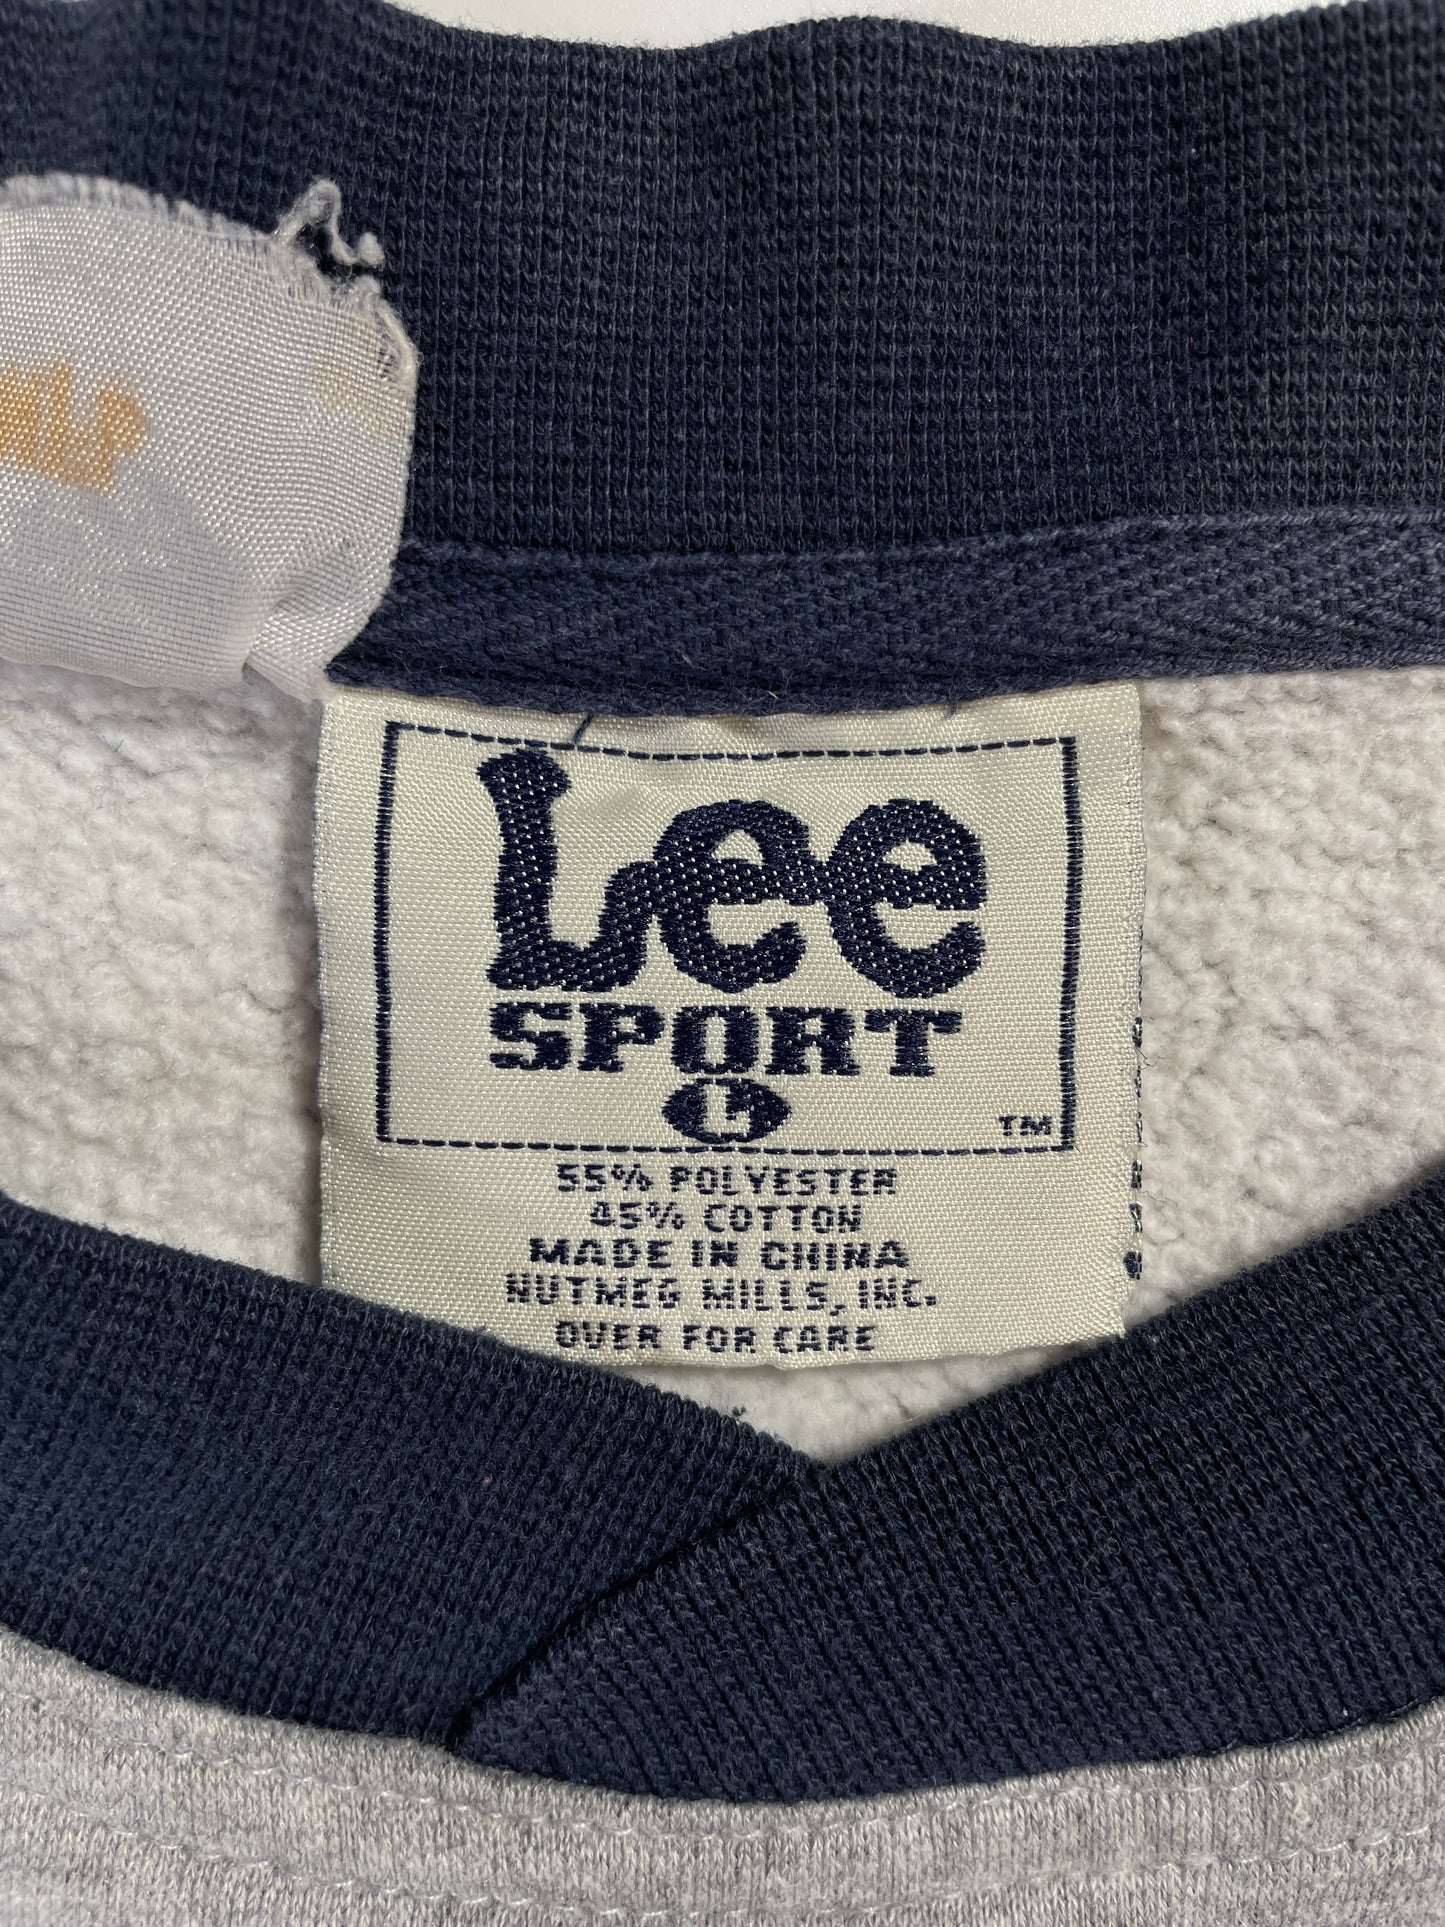 Lee
SPORT
L
TM
55% POLYESTER
45% COTTON
MADE IN CHINA
NUTMEG MILLS, INC.
OVER FOR CARE